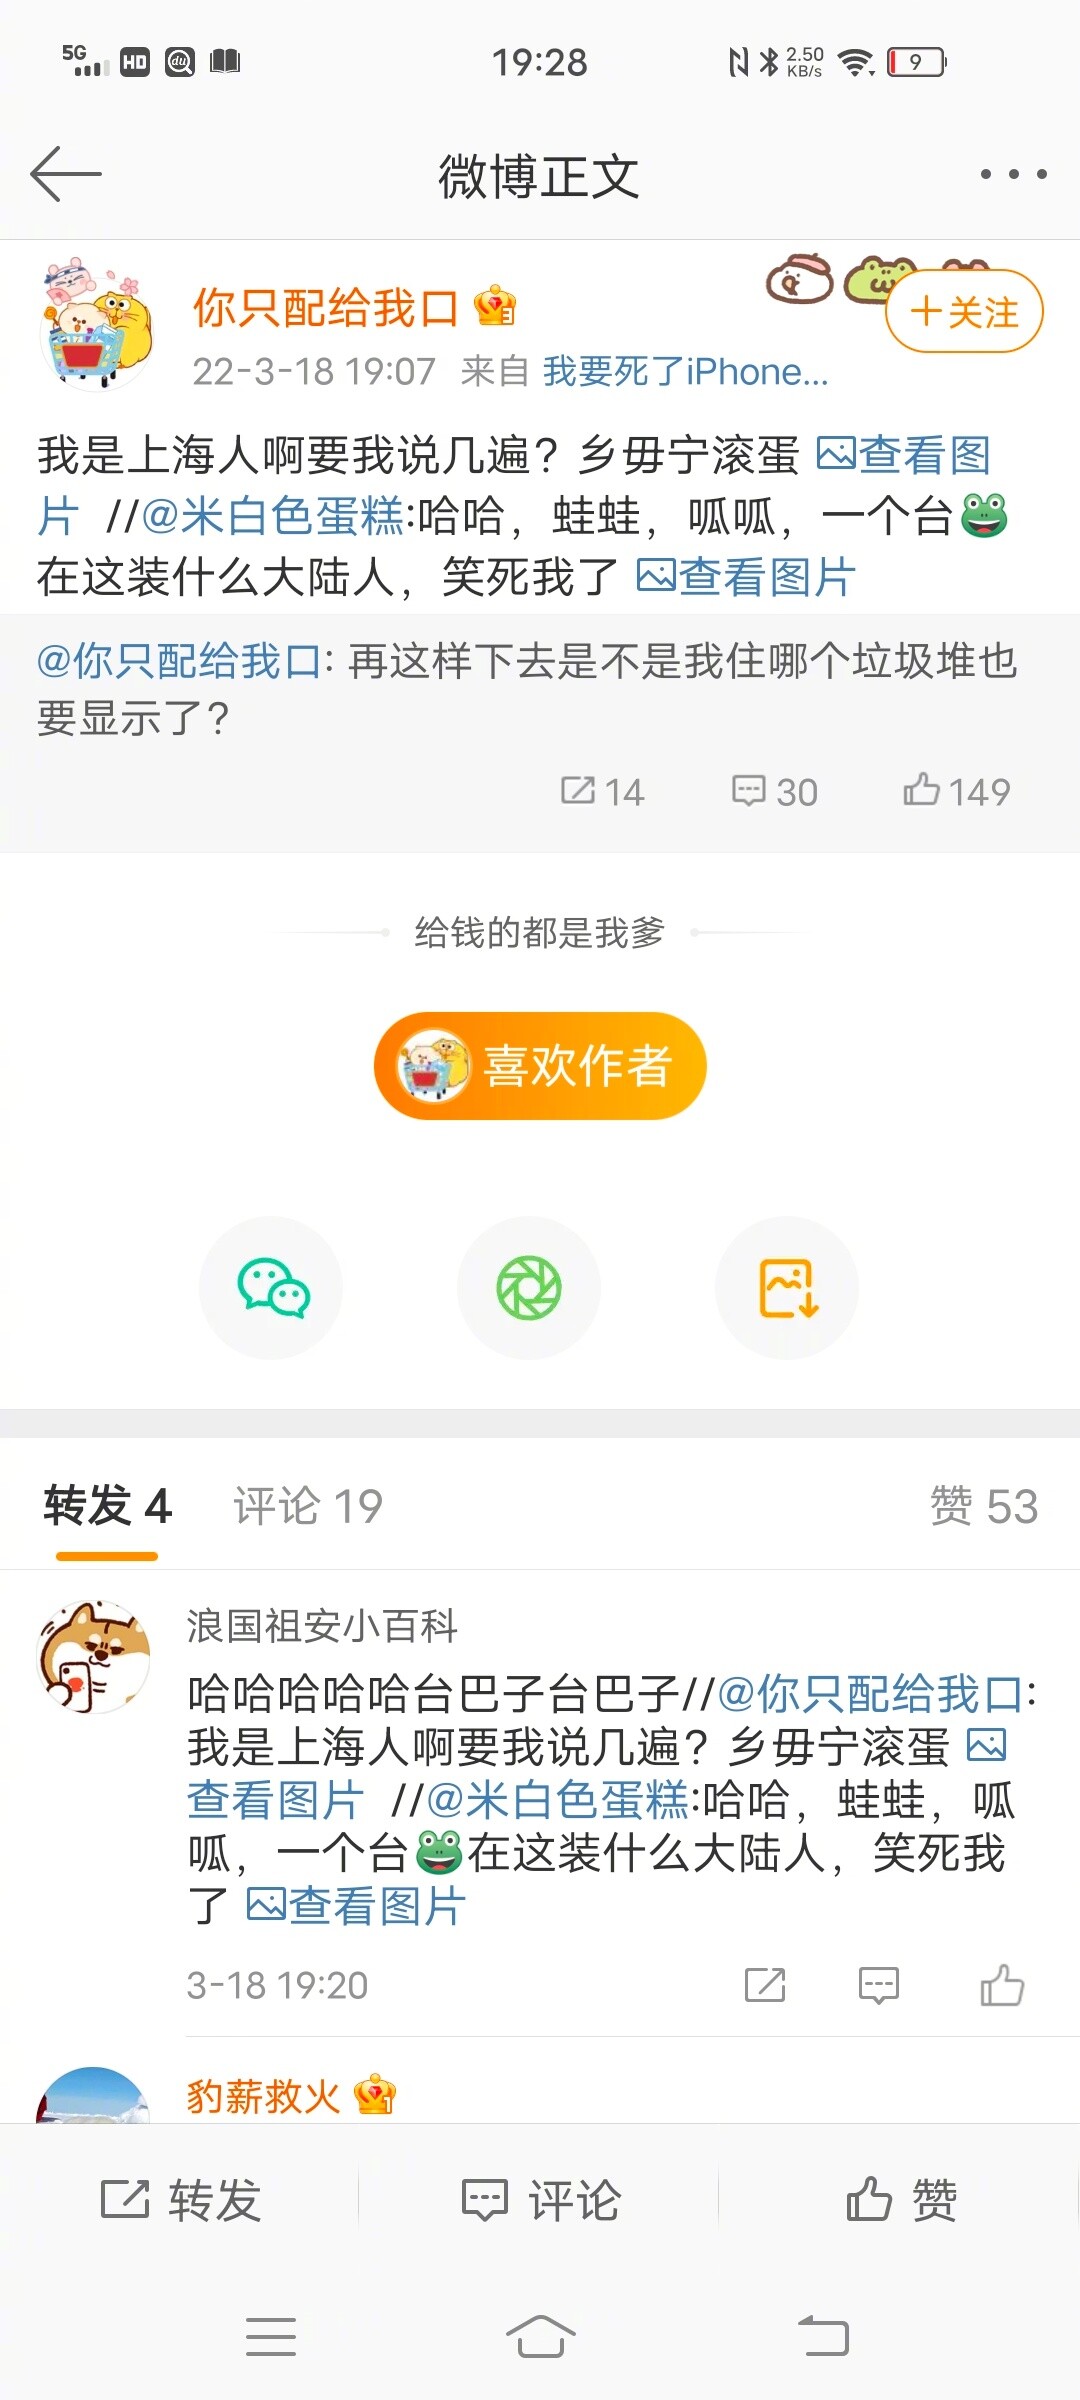 5G HD du 19:28 2.50 KB/s 9
微博正文
你只配给我口 3
+关注
22-3-18 19:07 来自 我要死了iPhone...
我是上海人啊要我说几遍？乡毋宁滚蛋 查看图
片 //@米白色蛋糕:哈哈，蛙蛙，呱呱，一个台🐸
在这装什么大陆人，笑死我了 查看图片
@你只配给我口: 再这样下去是不是我住哪个垃圾堆也
要显示了？
14 30 149
给钱的都是我爹
喜欢作者
转发 4 评论 19 赞 53
浪国祖安小百科
哈哈哈哈哈台巴子台巴子//@你只配给我口:
我是上海人啊要我说几遍？乡毋宁滚蛋
查看图片 //@米白色蛋糕:哈哈，蛙蛙，呱
呱，一个台🐸在这装什么大陆人，笑死我
了 查看图片
3-18 19:20
豹薪救火 1
转发 评论 赞